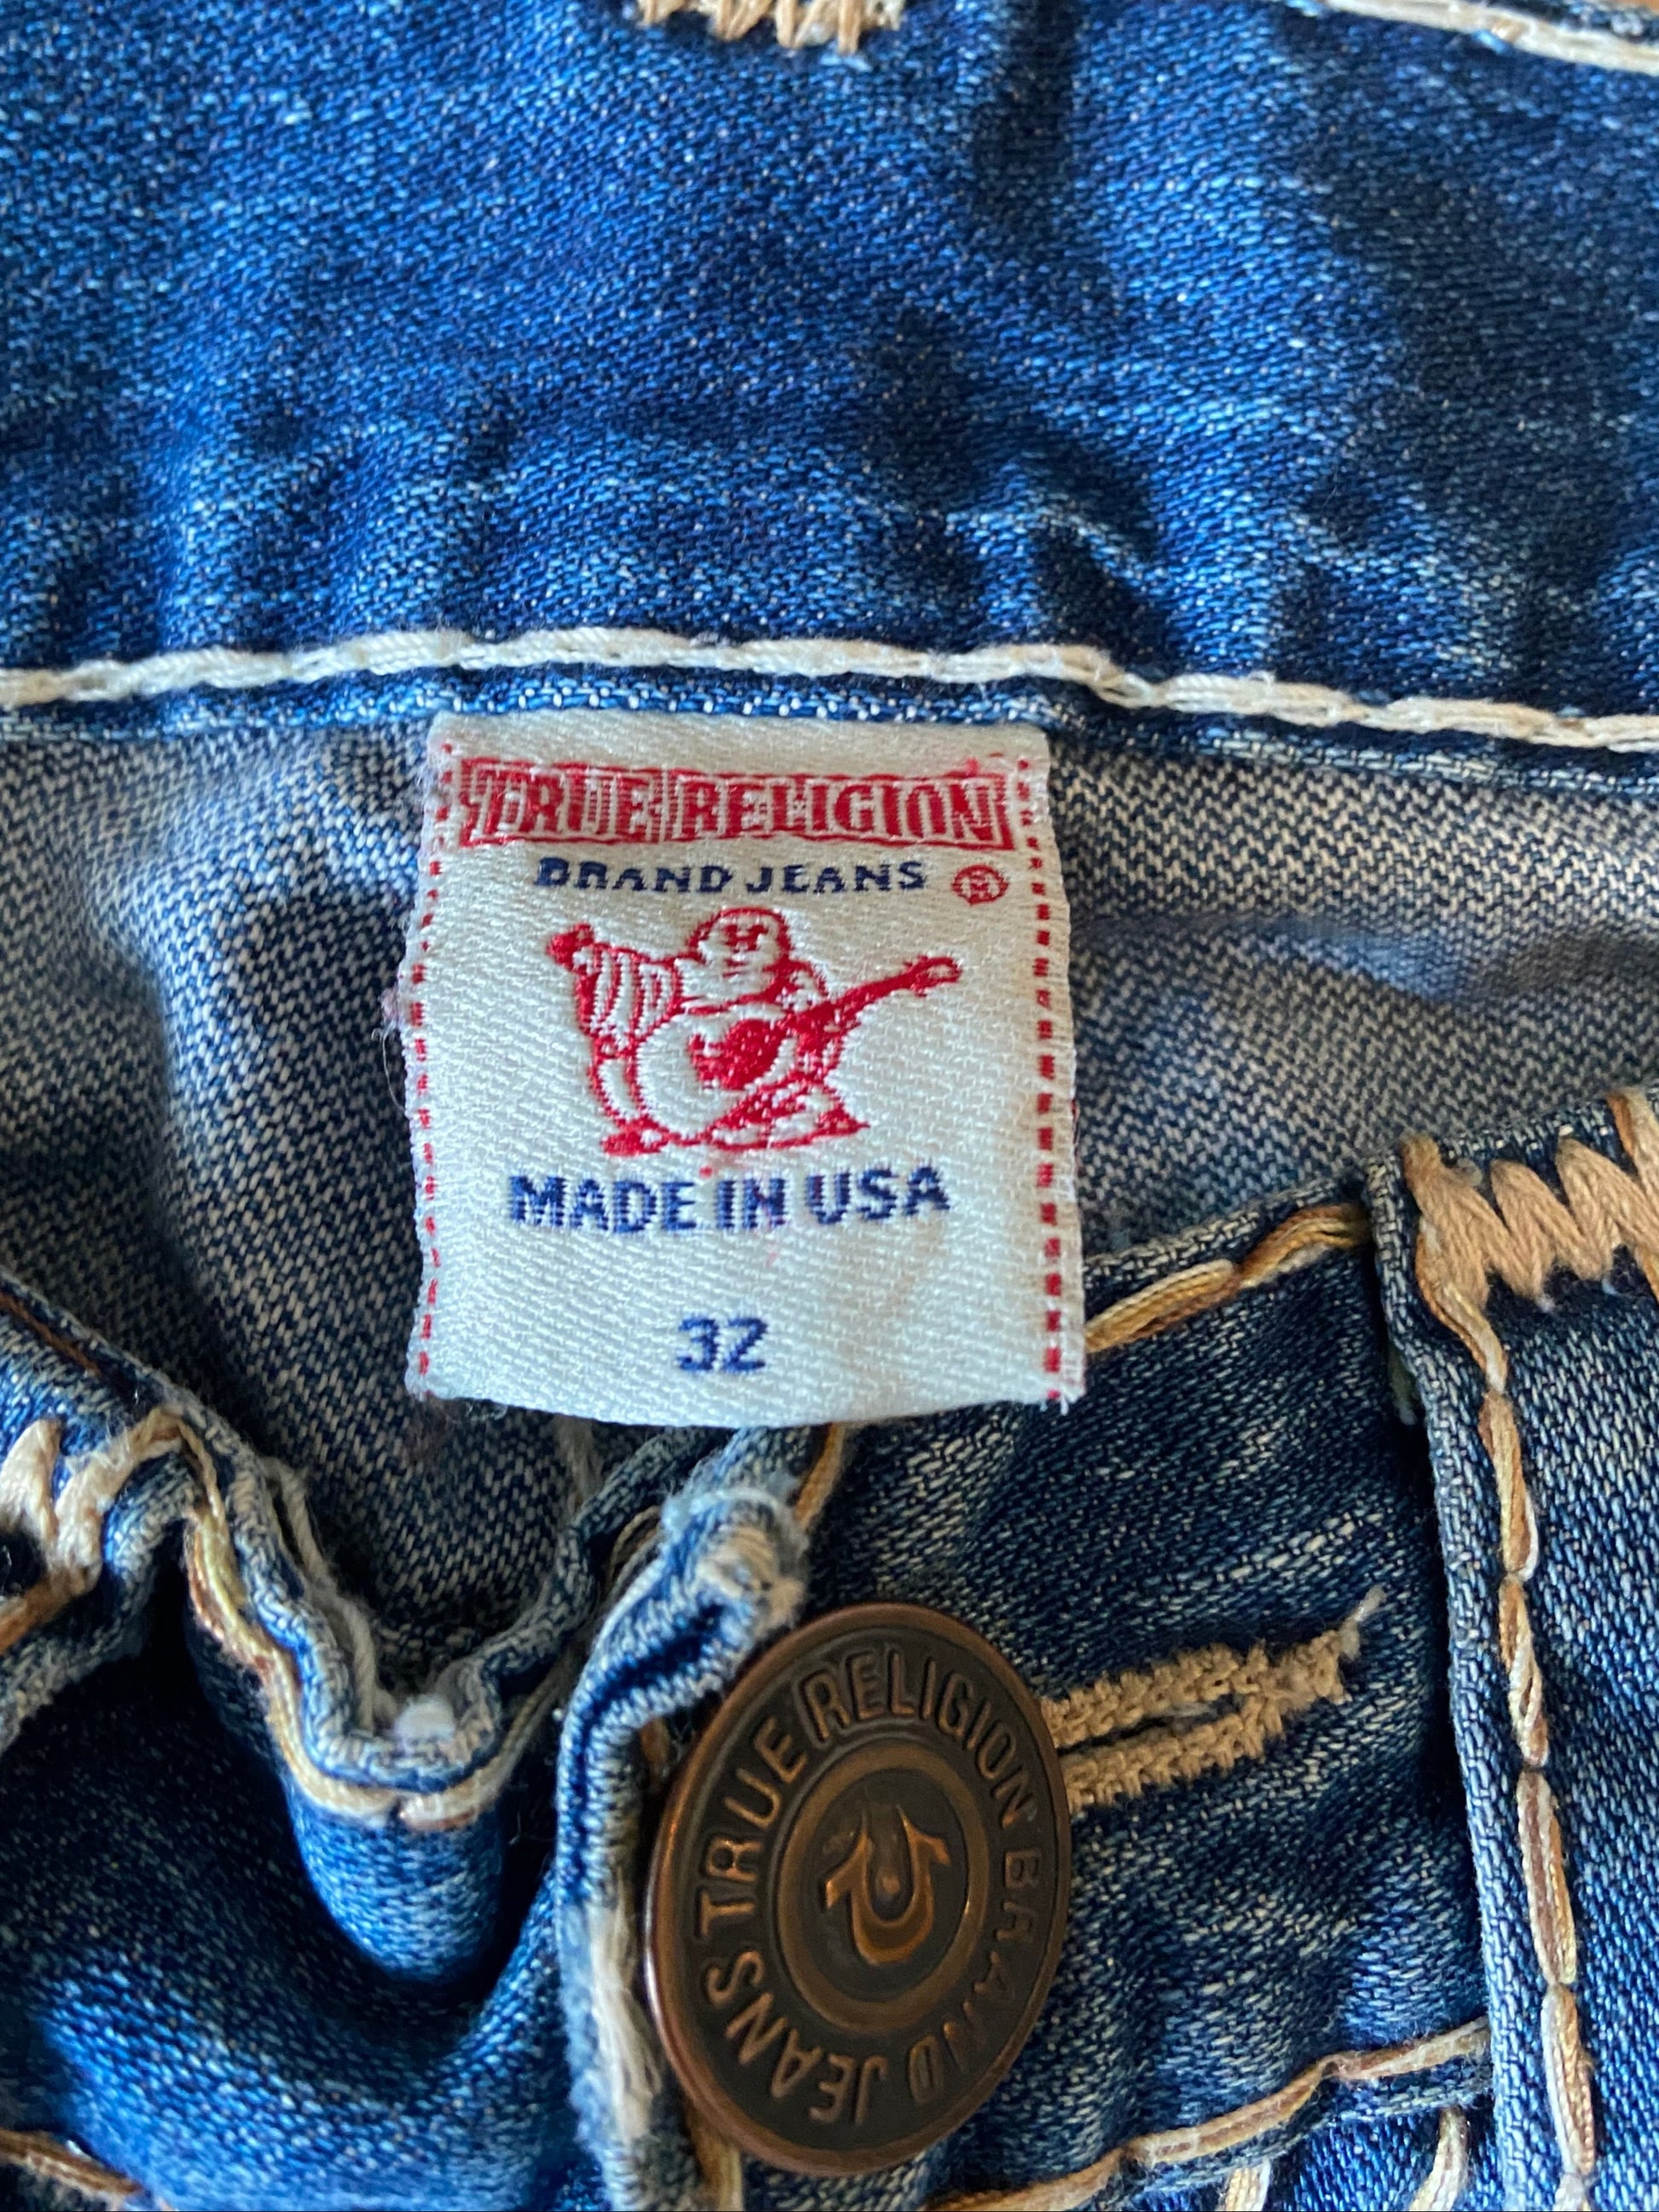 TRUE RELIGION
BRAND JEANS ®
MADE IN USA
32
TRUE RELIGION BRAND JEANS